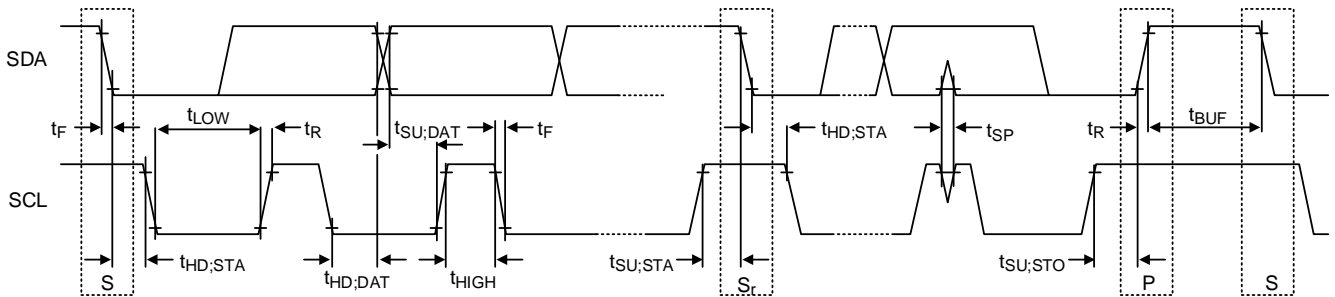 SDA
t_F
t_LOW
t_R
t_SU;DAT
t_F
t_HD;STA
t_SP
t_R
t_BUF
SCL
t_HD;STA
t_HD;DAT
t_HIGH
t_SU;STA
t_SU;STO
S
S_r
P
S